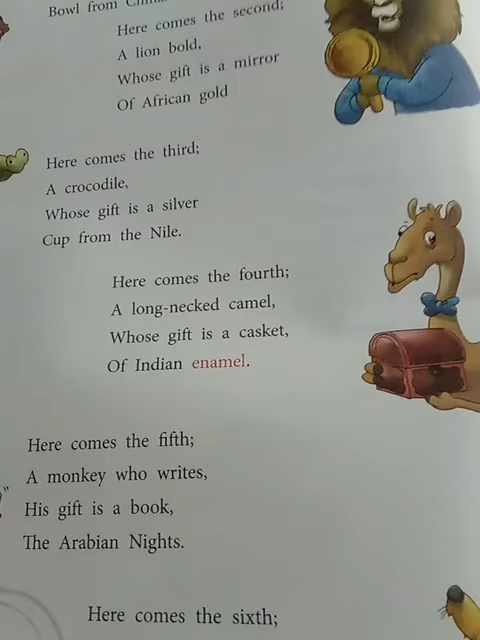 Bowl from
Here comes the second;
A lion bold,
Whose gift is a mirror
Of African gold
Here comes the third;
A crocodile,
Whose gift is a silver
Cup from the Nile.
Here comes the fourth;
A long-necked camel,
Whose gift is a casket,
Of Indian enamel.
Here comes the fifth;
A monkey who writes,
His gift is a book,
The Arabian Nights.
Here comes the sixth;